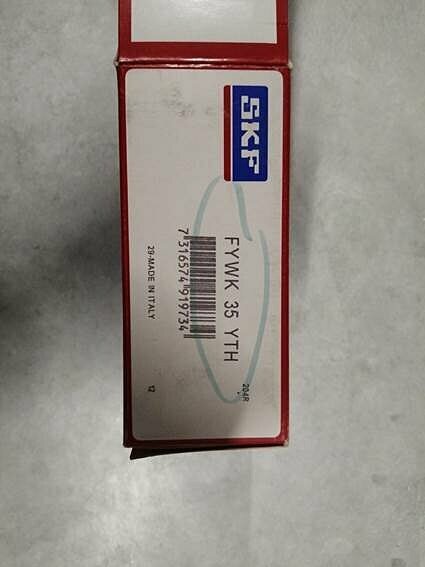 SKF
FYWK 35 YTH
204R
7 316574 919734
29-MADE IN ITALY
12